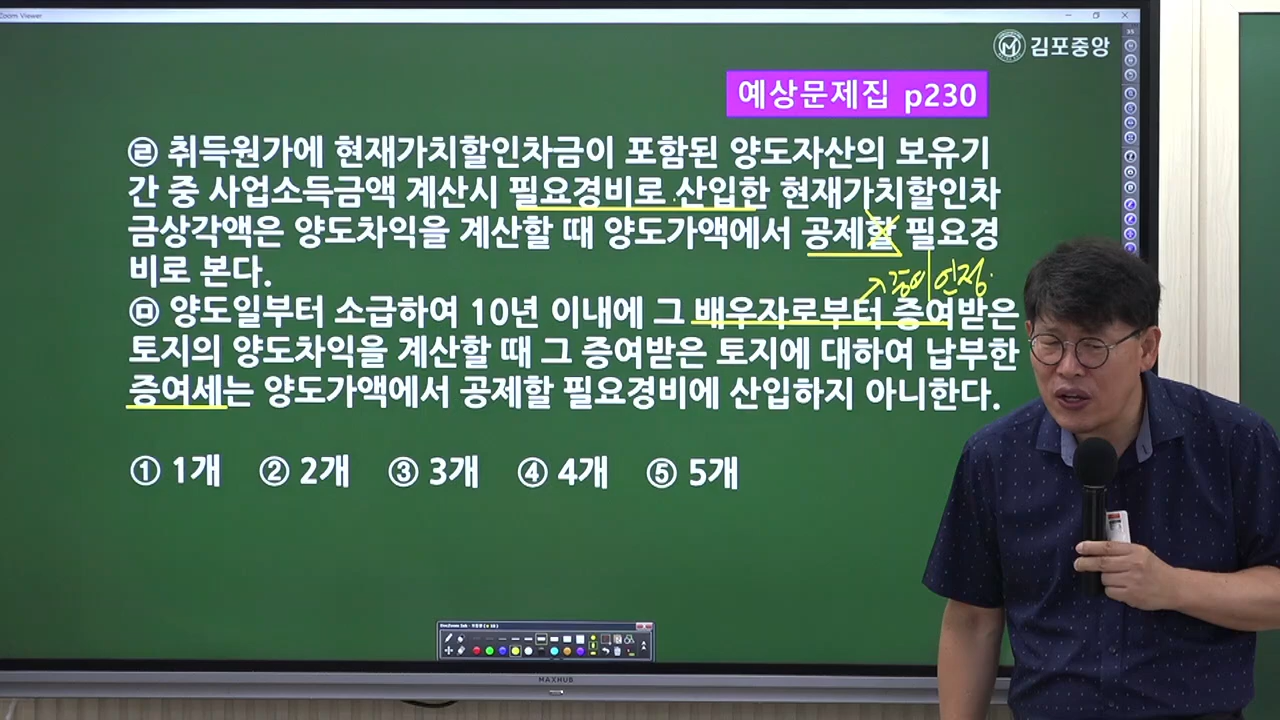 Zoom Viewer
김포중앙
예상문제집 p230
㉣ 취득원가에 현재가치할인차금이 포함된 양도자산의 보유기
간 중 사업소득금액 계산시 필요경비로 산입한 현재가치할인차
금상각액은 양도차익을 계산할 때 양도가액에서 공제할 필요경
비로 본다.
㉤ 양도일부터 소급하여 10년 이내에 그 배우자로부터 증여받은
토지의 양도차익을 계산할 때 그 증여받은 토지에 대하여 납부한
증여세는 양도가액에서 공제할 필요경비에 산입하지 아니한다.
① 1개 ② 2개 ③ 3개 ④ 4개 ⑤ 5개
MAXHUB